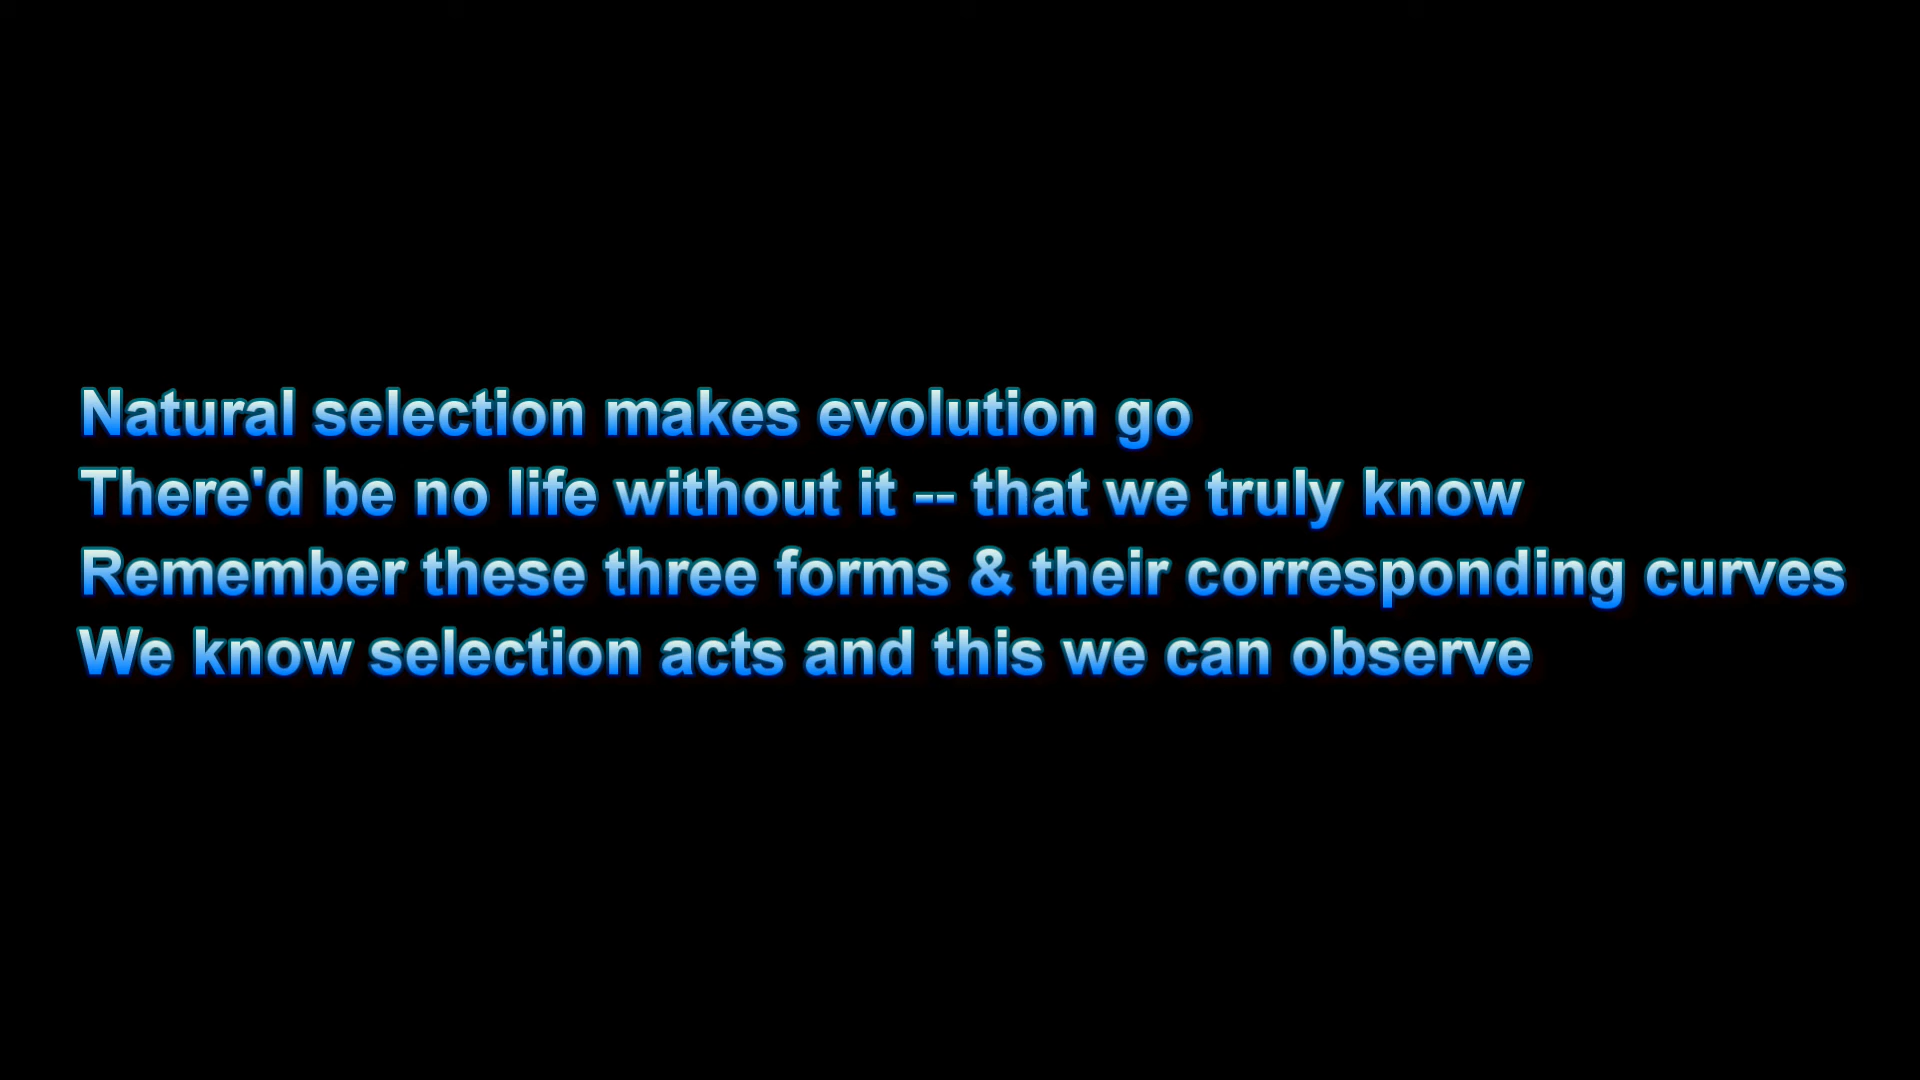 Natural selection makes evolution go
There'd be no life without it -- that we truly know
Remember these three forms & their corresponding curves
We know selection acts and this we can observe